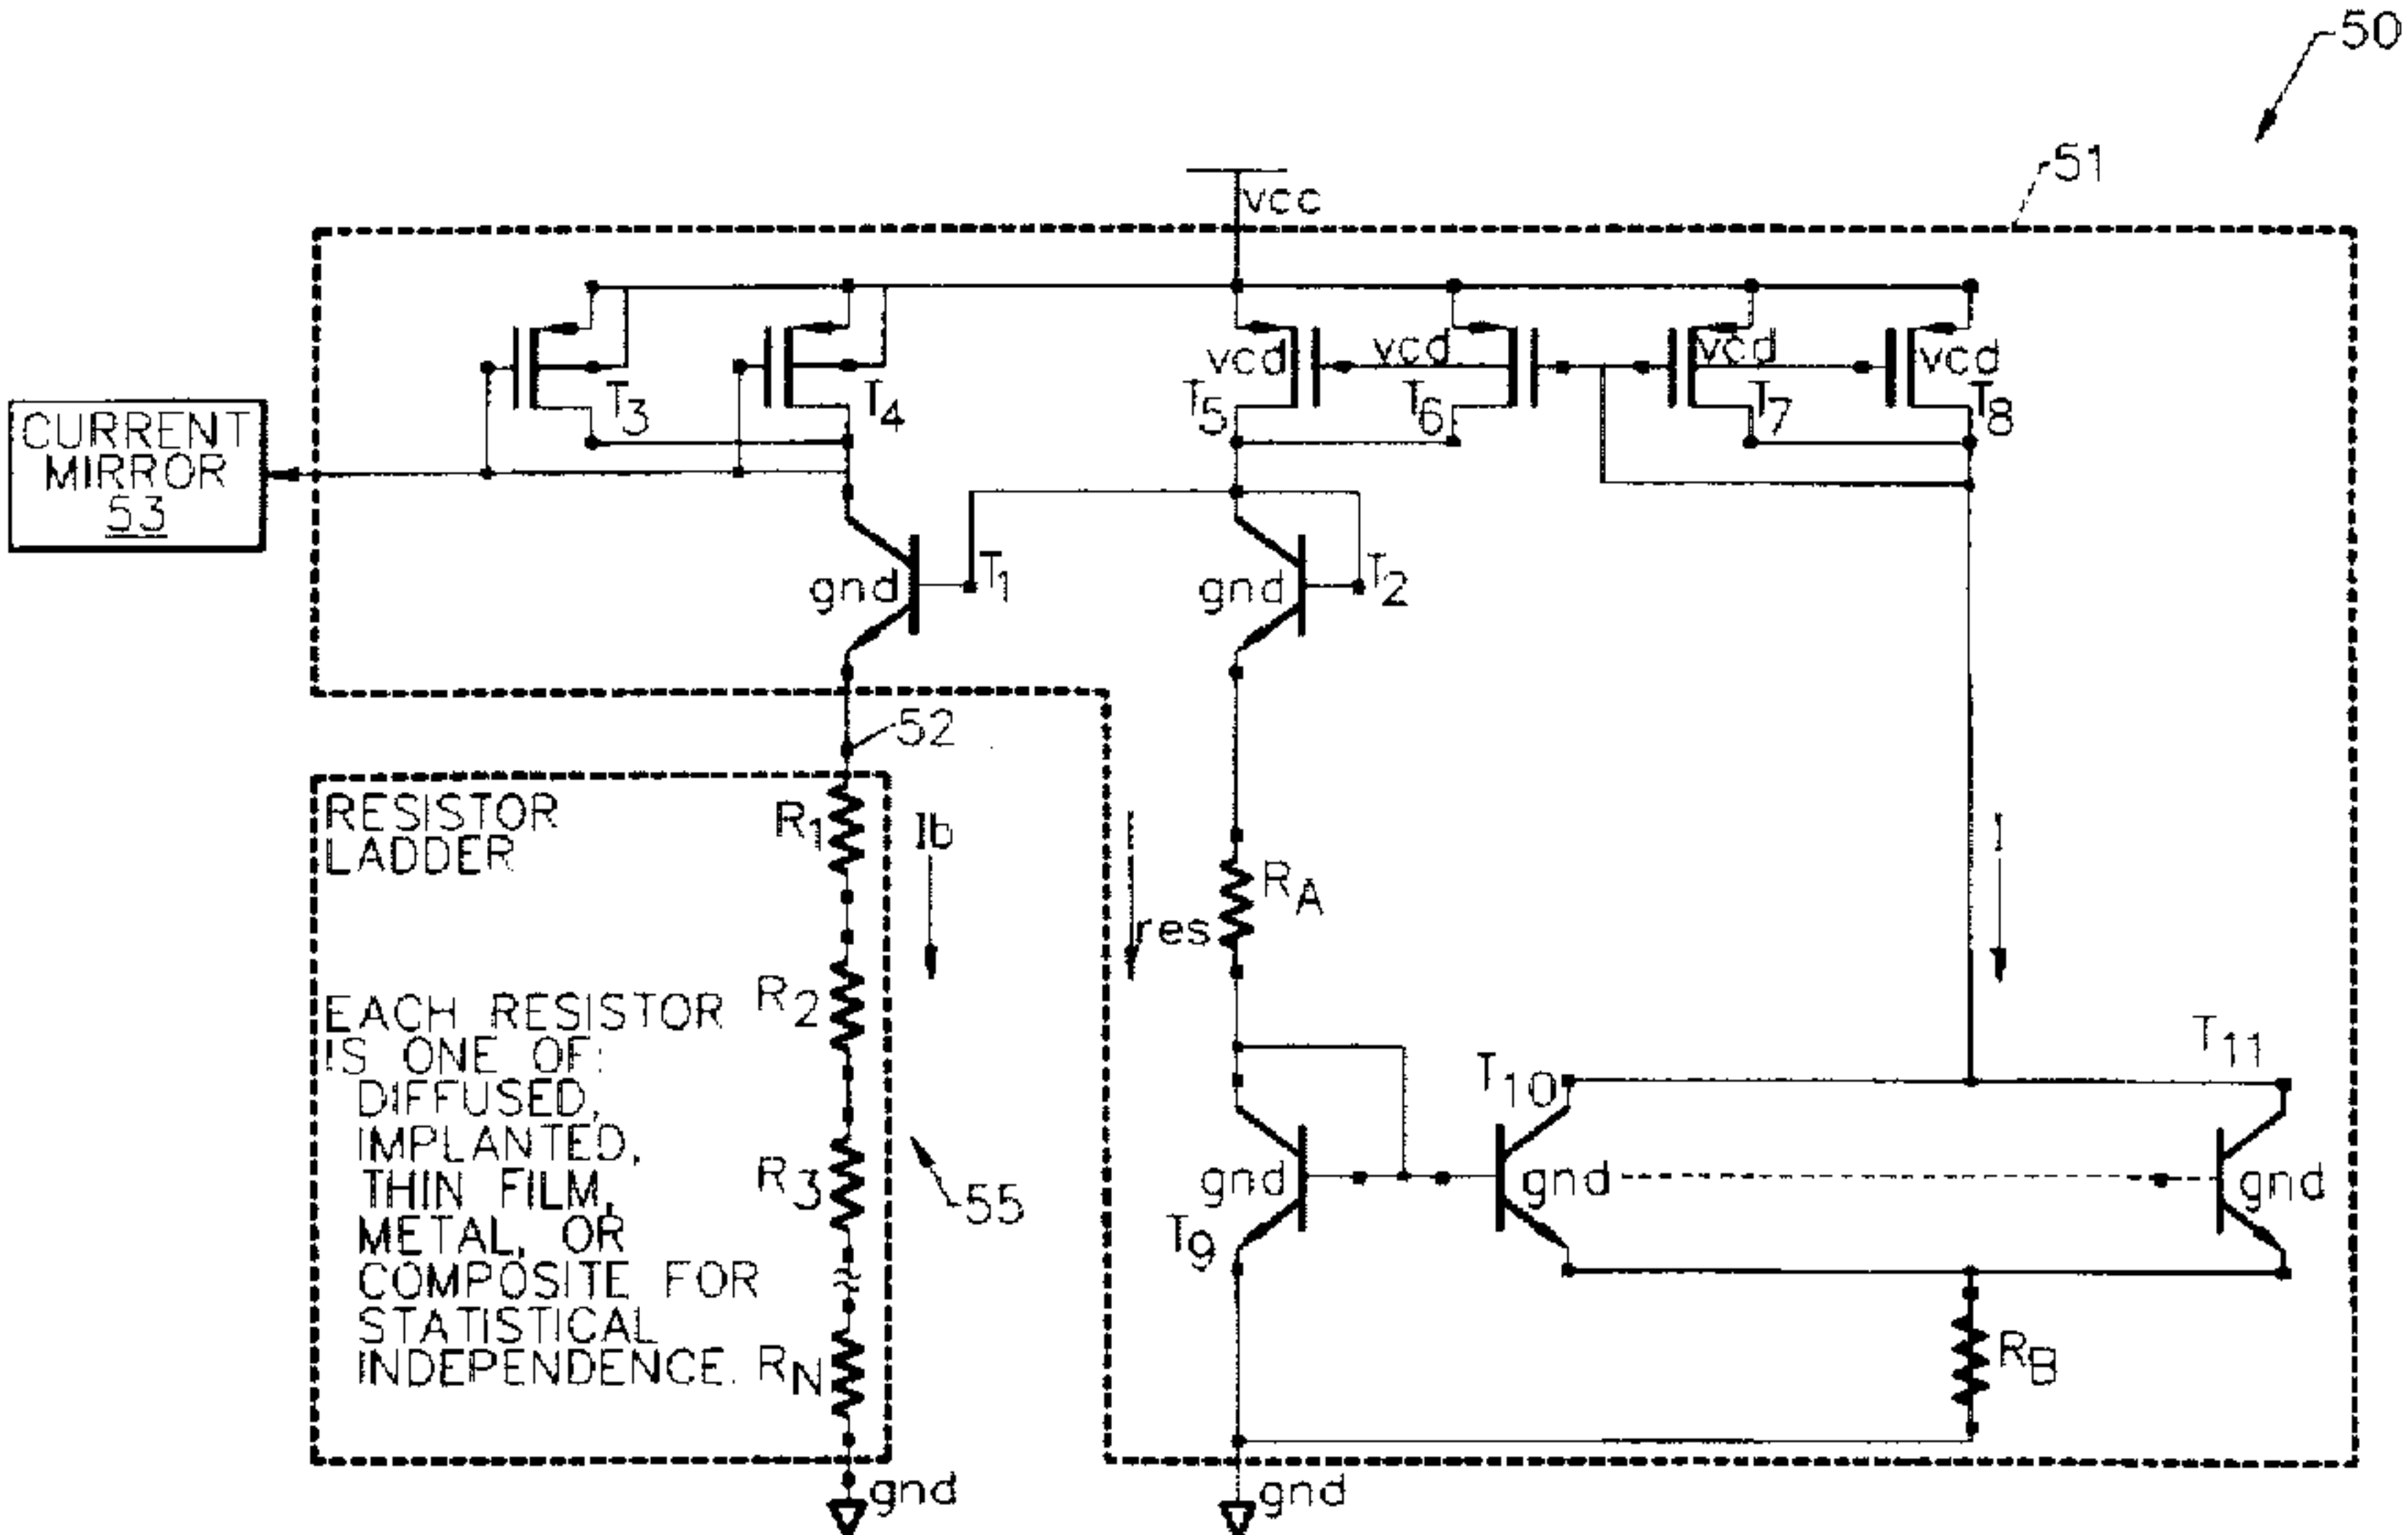 50
51
vcc
vcd
vcd
vcd
vcd
T3
T4
T5
T6
T7
T8
CURRENT
MIRROR
53
gnd
T1
gnd
T2
52
RESISTOR
LADDER
R1
Ib
res
RA
I
EACH RESISTOR
IS ONE OF:
DIFFUSED,
IMPLANTED,
THIN FILM,
METAL, OR
COMPOSITE FOR
STATISTICAL
INDEPENDENCE.
R2
R3
RN
55
T10
T11
gnd
gnd
gnd
T9
RB
gnd
gnd